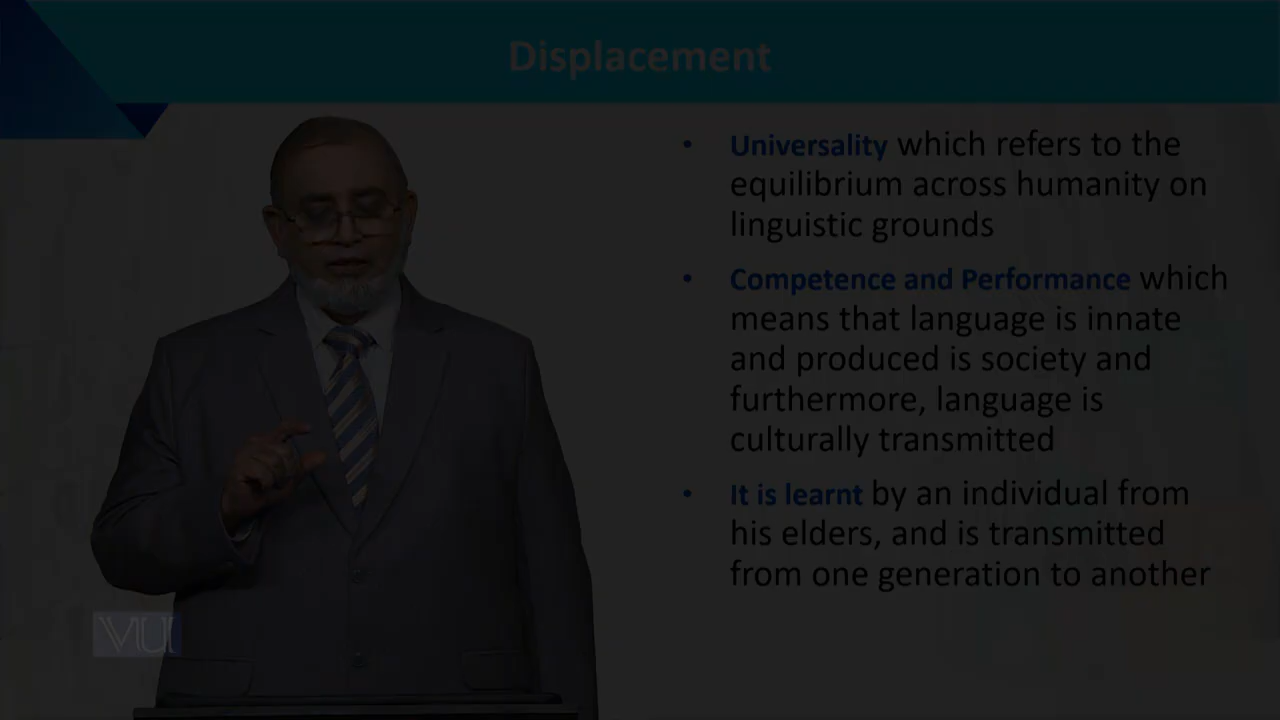 Displacement
• Universality which refers to the
equilibrium across humanity on
linguistic grounds
• Competence and Performance which
means that language is innate
and produced is society and
furthermore, language is
culturally transmitted
• It is learnt by an individual from
his elders, and is transmitted
from one generation to another
VU